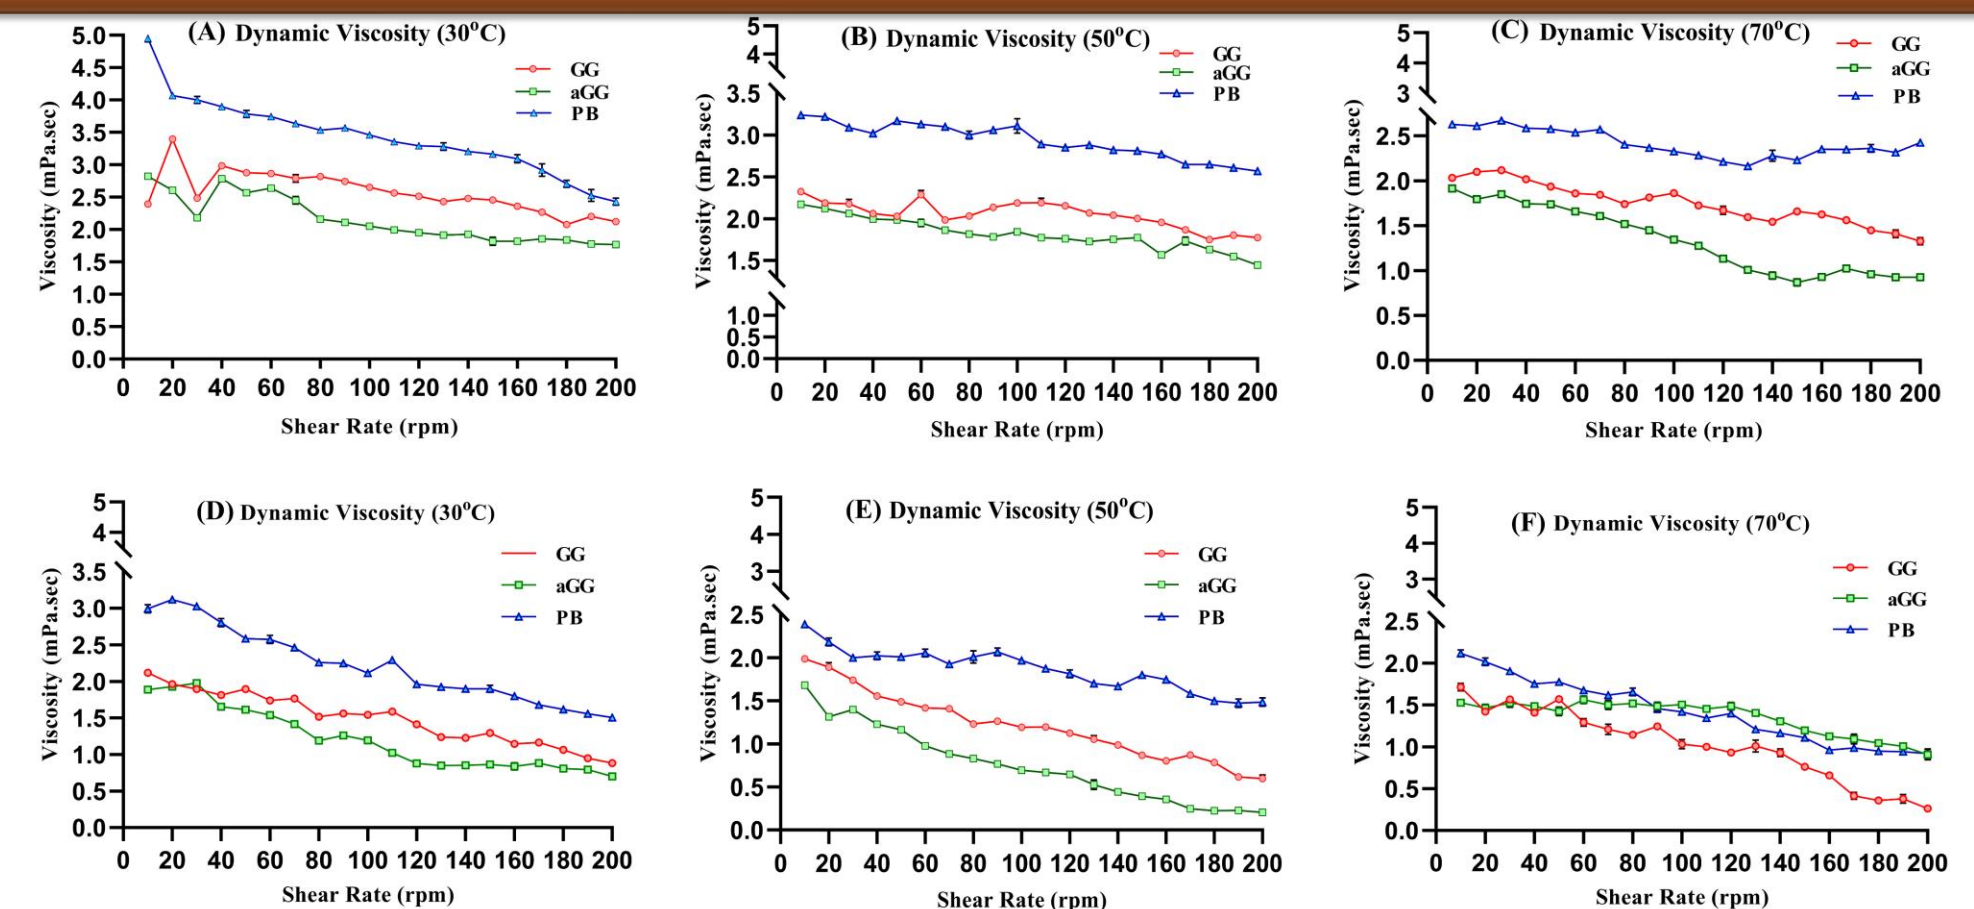 (A) Dynamic Viscosity (30°C)
GG
aGG
PB
Viscosity (mPa.sec)
5.0
4.5
4.0
3.5
3.0
2.5
2.0
1.5
1.0
0.5
0.0
0 20 40 60 80 100 120 140 160 180 200
Shear Rate (rpm)
(B) Dynamic Viscosity (50°C)
GG
aGG
PB
Viscosity (mPa.sec)
5
4
3.5
3.0
2.5
2.0
1.5
1.0
0.5
0.0
0 20 40 60 80 100 120 140 160 180 200
Shear Rate (rpm)
(C) Dynamic Viscosity (70°C)
GG
aGG
PB
Viscosity (mPa.sec)
5
4
3
2.5
2.0
1.5
1.0
0.5
0.0
0 20 40 60 80 100 120 140 160 180 200
Shear Rate (rpm)
(D) Dynamic Viscosity (30°C)
GG
aGG
PB
Viscosity (mPa.sec)
5
4
3.5
3.0
2.5
2.0
1.5
1.0
0.5
0.0
0 20 40 60 80 100 120 140 160 180 200
Shear Rate (rpm)
(E) Dynamic Viscosity (50°C)
GG
aGG
PB
Viscosity (mPa.sec)
5
4
3
2.5
2.0
1.5
1.0
0.5
0.0
0 20 40 60 80 100 120 140 160 180 200
Shear Rate (rpm)
(F) Dynamic Viscosity (70°C)
GG
aGG
PB
Viscosity (mPa.sec)
5
4
3
2.5
2.0
1.5
1.0
0.5
0.0
0 20 40 60 80 100 120 140 160 180 200
Shear Rate (rpm)